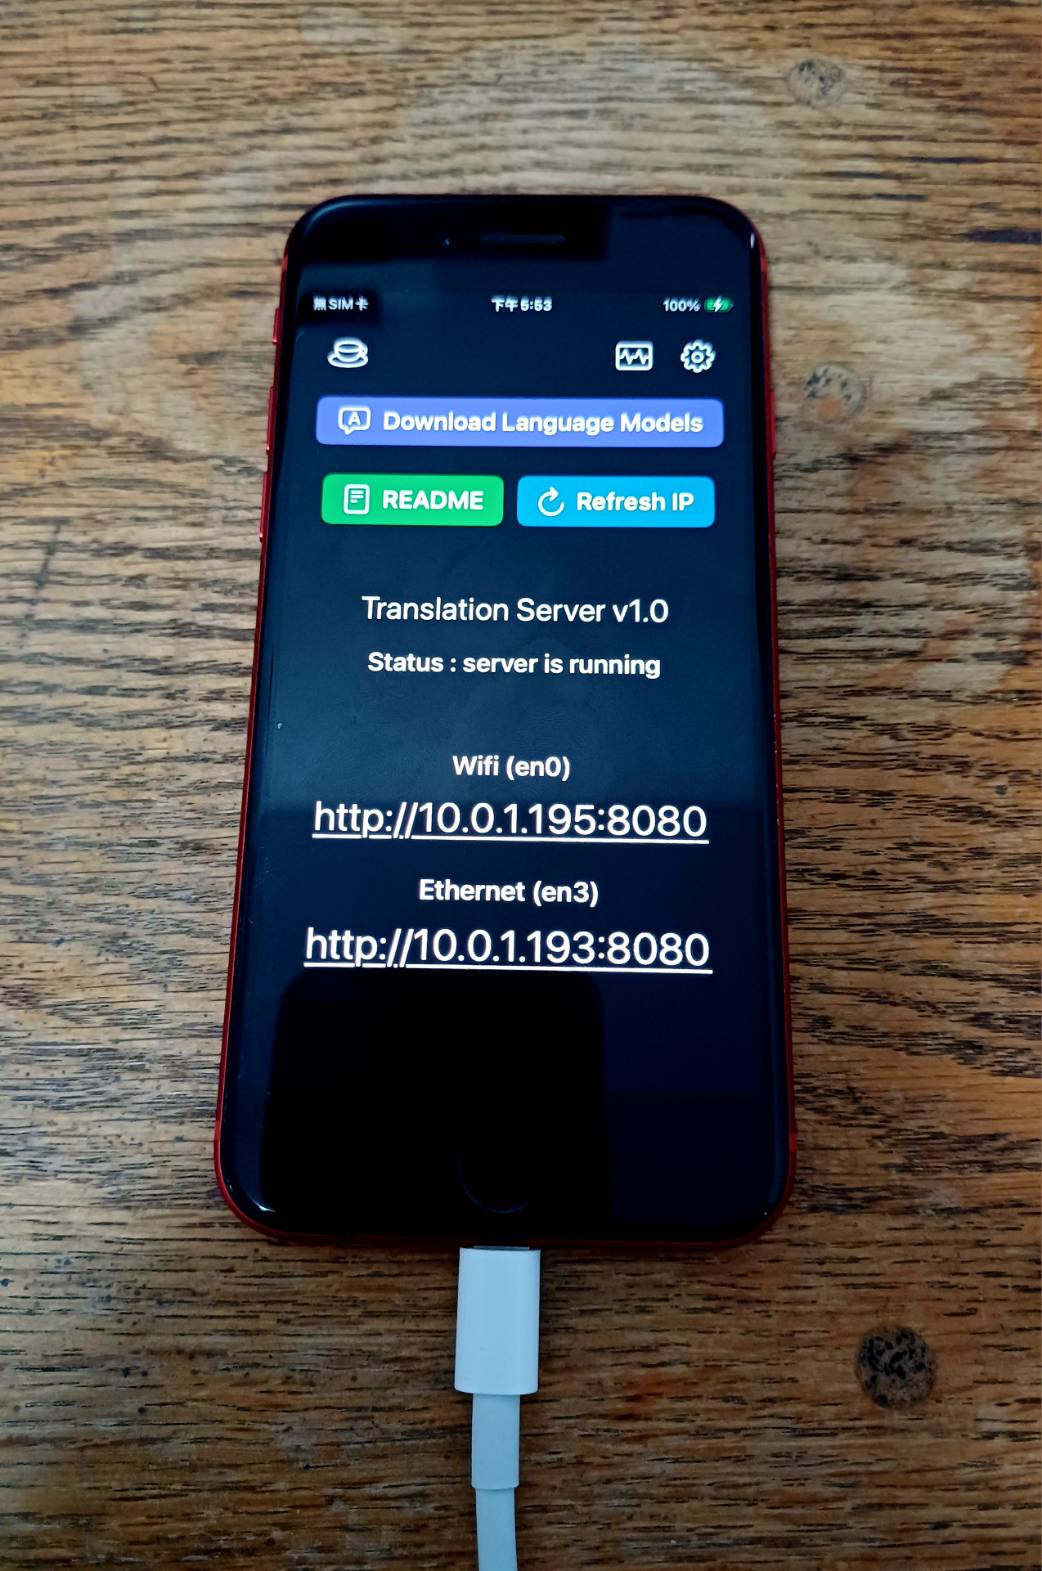 無SIM卡
下午5:53
100%
Download Language Models
README
Refresh IP
Translation Server v1.0
Status : server is running
Wifi (en0)
http://10.0.1.195:8080
Ethernet (en3)
http://10.0.1.193:8080